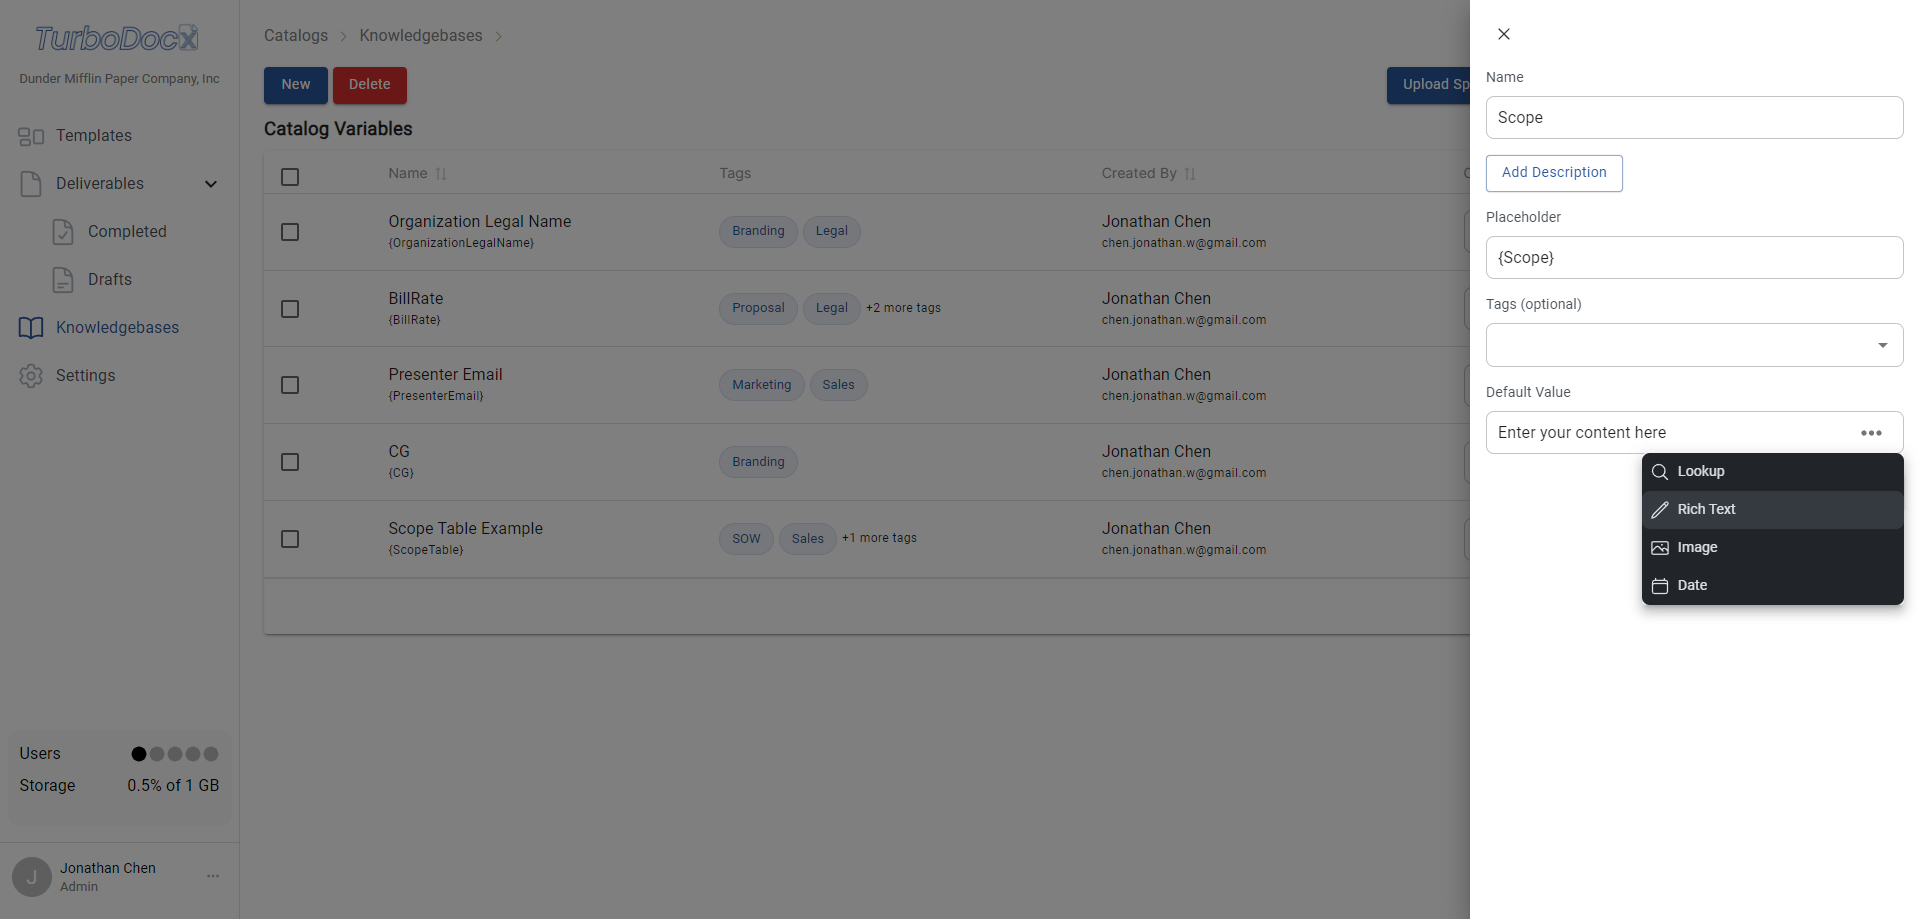 TurboDocX
Dunder Mifflin Paper Company, Inc
Templates
Deliverables
Completed
Drafts
Knowledgebases
Settings
Users
Storage 0.5% of 1 GB
J
Jonathan Chen
Admin
Catalogs > Knowledgebases >
New Delete Upload
Catalog Variables
Name Tags Created By
Organization Legal Name Branding Legal Jonathan Chen
{OrganizationLegalName} chen.jonathan.w@gmail.com
BillRate Proposal Legal +2 more tags Jonathan Chen
{BillRate} chen.jonathan.w@gmail.com
Presenter Email Marketing Sales Jonathan Chen
{PresenterEmail} chen.jonathan.w@gmail.com
CG Branding Jonathan Chen
{CG} chen.jonathan.w@gmail.com
Scope Table Example SOW Sales +1 more tags Jonathan Chen
{ScopeTable} chen.jonathan.w@gmail.com
Name
Scope
Add Description
Placeholder
{Scope}
Tags (optional)
Default Value
Enter your content here
Lookup
Rich Text
Image
Date